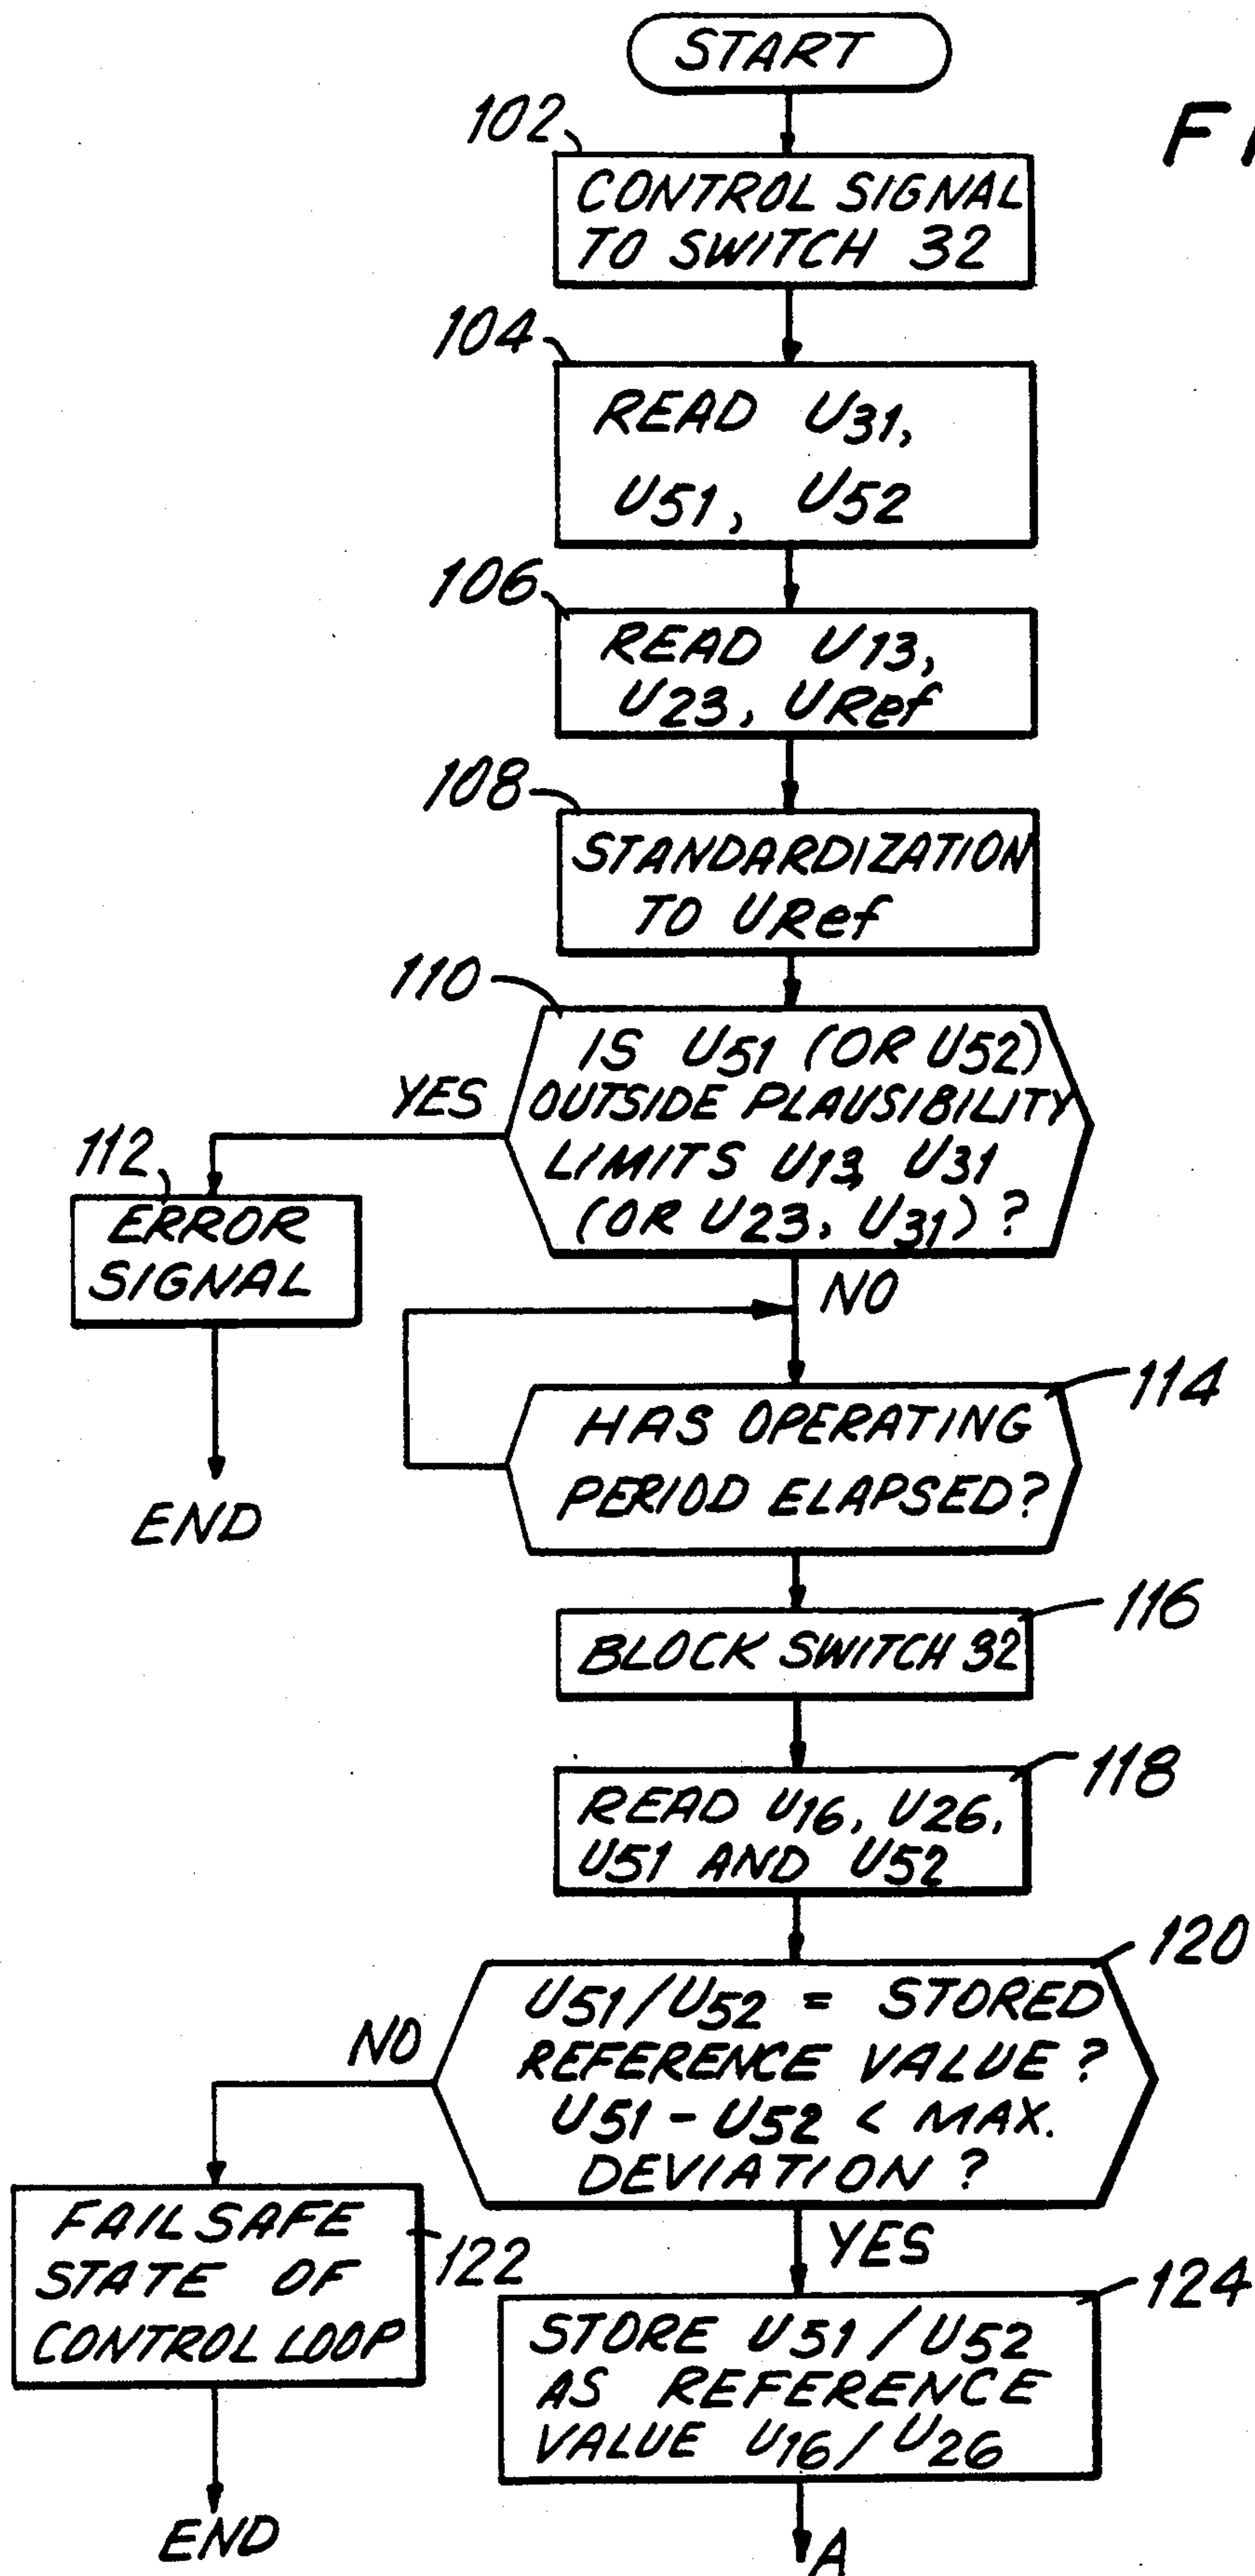 START
F
102
CONTROL SIGNAL
TO SWITCH 32
104
READ U31,
U51, U52
106
READ U13,
U23, URef
108
STANDARDIZATION
TO URef
110
IS U51 (OR U52)
OUTSIDE PLAUSIBILITY
LIMITS U13, U31
(OR U23, U31) ?
YES
112
ERROR
SIGNAL
END
NO
114
HAS OPERATING
PERIOD ELAPSED?
116
BLOCK SWITCH 32
118
READ U16, U26,
U51 AND U52
120
U51/U52 = STORED
REFERENCE VALUE ?
U51 - U52 < MAX.
DEVIATION ?
NO
122
FAILSAFE
STATE OF
CONTROL LOOP
END
YES
124
STORE U51/U52
AS REFERENCE
VALUE U16/U26
A